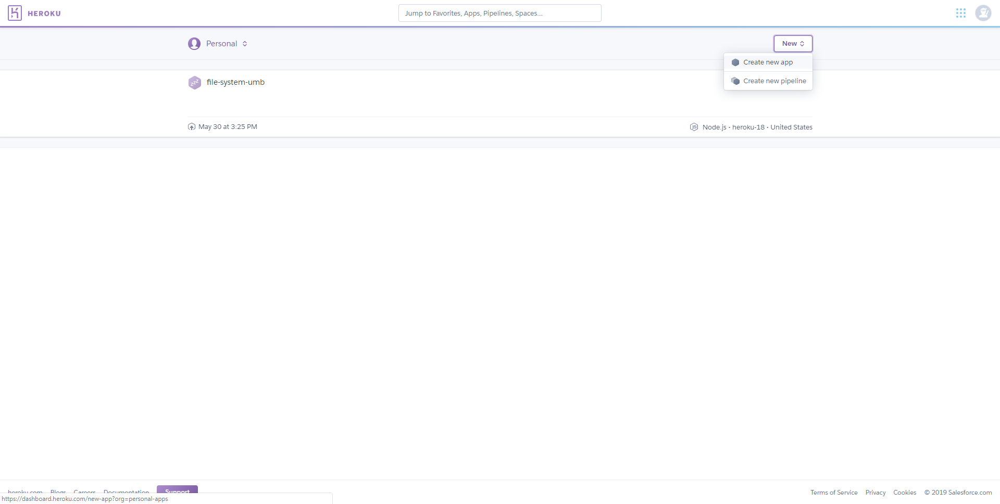 HEROKU
Jump to Favorites, Apps, Pipelines, Spaces...
Personal
New
Create new app
Create new pipeline
zzz
file-system-umb
May 30 at 3:25 PM
JS
Node.js • heroku-18 • United States
heroku.com Blogs Careers Documentation Support
Terms of Service Privacy Cookies © 2019 Salesforce.com
https://dashboard.heroku.com/new-app?org=personal-apps